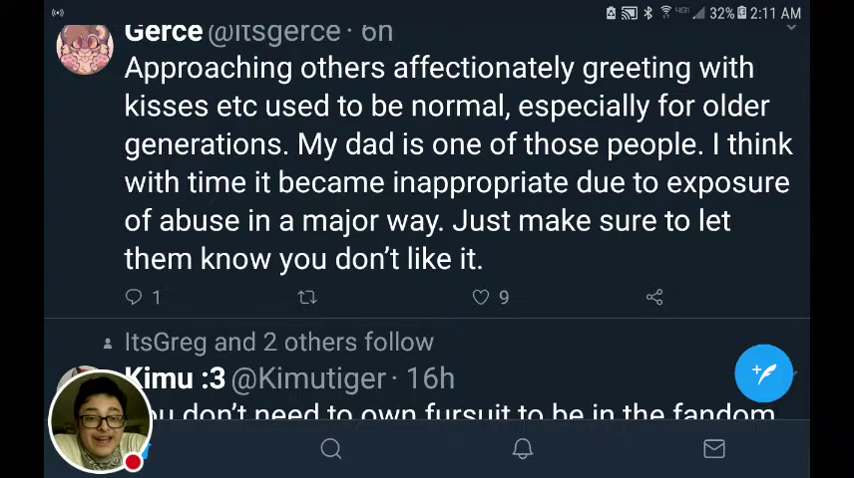 32% 2:11 AM
Gerce @itsgerce · 6h
Approaching others affectionately greeting with
kisses etc used to be normal, especially for older
generations. My dad is one of those people. I think
with time it became inappropriate due to exposure
of abuse in a major way. Just make sure to let
them know you don't like it.
1 9
ItsGreg and 2 others follow
Kimu :3 @Kimutiger · 16h
you don't need to own fursuit to be in the fandom